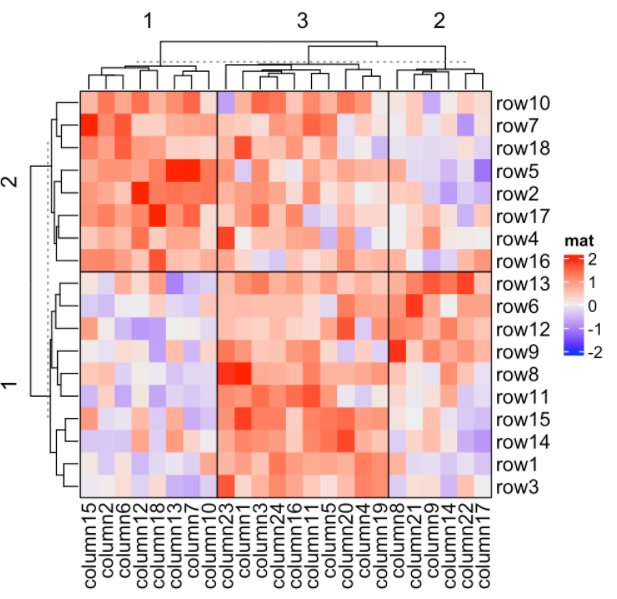 1 3 2
row10
row7
row18
row5
row2
row17
row4
row16
2
row13
row6
row12
row9
row8
row11
row15
row14
row1
row3
1
mat
2
1
0
-1
-2
column15
column2
column6
column12
column18
column13
column7
column10
column23
column1
column3
column24
column16
column11
column5
column20
column4
column19
column8
column21
column9
column14
column22
column17